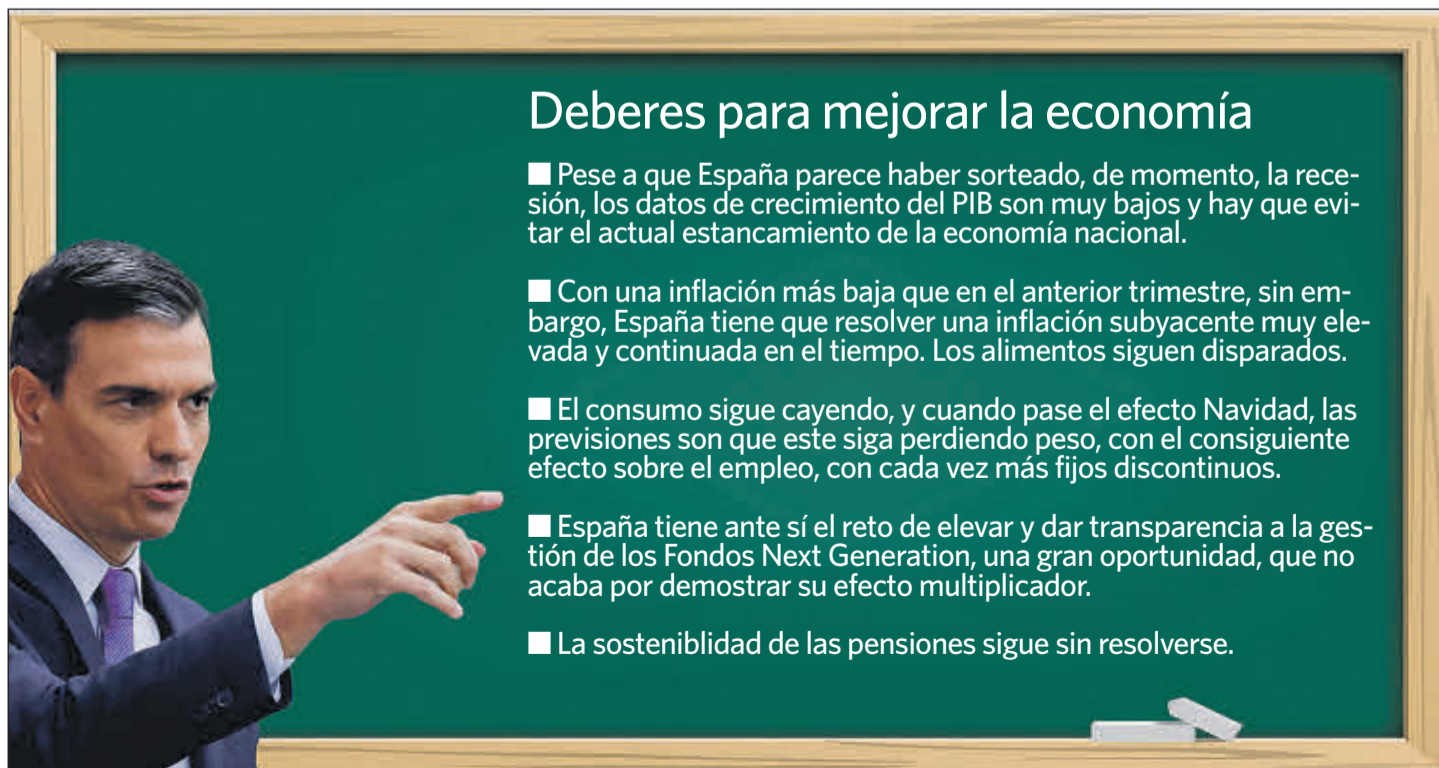 Deberes para mejorar la economía
■ Pese a que España parece haber sorteado, de momento, la rece-
sión, los datos de crecimiento del PIB son muy bajos y hay que evi-
tar el actual estancamiento de la economía nacional.
■ Con una inflación más baja que en el anterior trimestre, sin em-
bargo, España tiene que resolver una inflación subyacente muy ele-
vada y continuada en el tiempo. Los alimentos siguen disparados.
■ El consumo sigue cayendo, y cuando pase el efecto Navidad, las
previsiones son que este siga perdiendo peso, con el consiguiente
efecto sobre el empleo, con cada vez más fijos discontinuos.
■ España tiene ante sí el reto de elevar y dar transparencia a la ges-
tión de los Fondos Next Generation, una gran oportunidad, que no
acaba por demostrar su efecto multiplicador.
■ La sosteniblidad de las pensiones sigue sin resolverse.